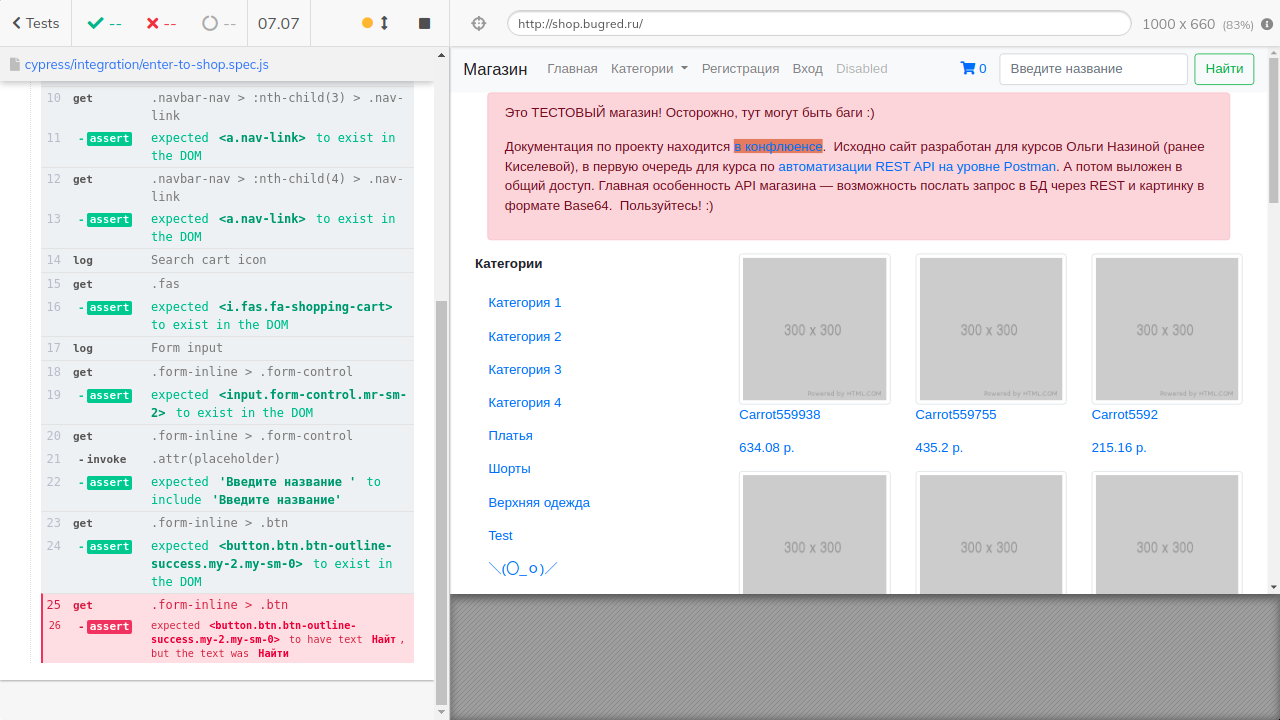 Tests
--
--
--
07.07
http://shop.bugred.ru/
1000 x 660 (83%)
cypress/integration/enter-to-shop.spec.js
10 get .navbar-nav > :nth-child(3) > .nav-
link
11 - assert expected <a.nav-link> to exist in
the DOM
12 get .navbar-nav > :nth-child(4) > .nav-
link
13 - assert expected <a.nav-link> to exist in
the DOM
14 log Search cart icon
15 get .fas
16 - assert expected <i.fas.fa-shopping-cart>
to exist in the DOM
17 log Form input
18 get .form-inline > .form-control
19 - assert expected <input.form-control.mr-sm-
2> to exist in the DOM
20 get .form-inline > .form-control
21 - invoke .attr(placeholder)
22 - assert expected 'Введите название ' to
include 'Введите название'
23 get .form-inline > .btn
24 - assert expected <button.btn.btn-outline-
success.my-2.my-sm-0> to exist in
the DOM
25 get .form-inline > .btn
26 - assert expected <button.btn.btn-outline-
success.my-2.my-sm-0> to have text Найт ,
but the text was Найти
Магазин Главная Категории Регистрация Вход Disabled 0 Введите название Найти
Это ТЕСТОВЫЙ магазин! Осторожно, тут могут быть баги :)
Документация по проекту находится в конфлюенсе. Исходно сайт разработан для курсов Ольги Назиной (ранее
Киселевой), в первую очередь для курса по автоматизации REST API на уровне Postman. А потом выложен в
общий доступ. Главная особенность API магазина — возможность послать запрос в БД через REST и картинку в
формате Base64. Пользуйтесь! :)
Категории
Категория 1
Категория 2
Категория 3
Категория 4
Платья
Шорты
Верхняя одежда
Test
＼(〇_ｏ)／
300 x 300 300 x 300 300 x 300
Powered by HTML.COM Powered by HTML.COM Powered by HTML.COM
Carrot559938 Carrot559755 Carrot5592
634.08 р. 435.2 р. 215.16 р.
300 x 300 300 x 300 300 x 300